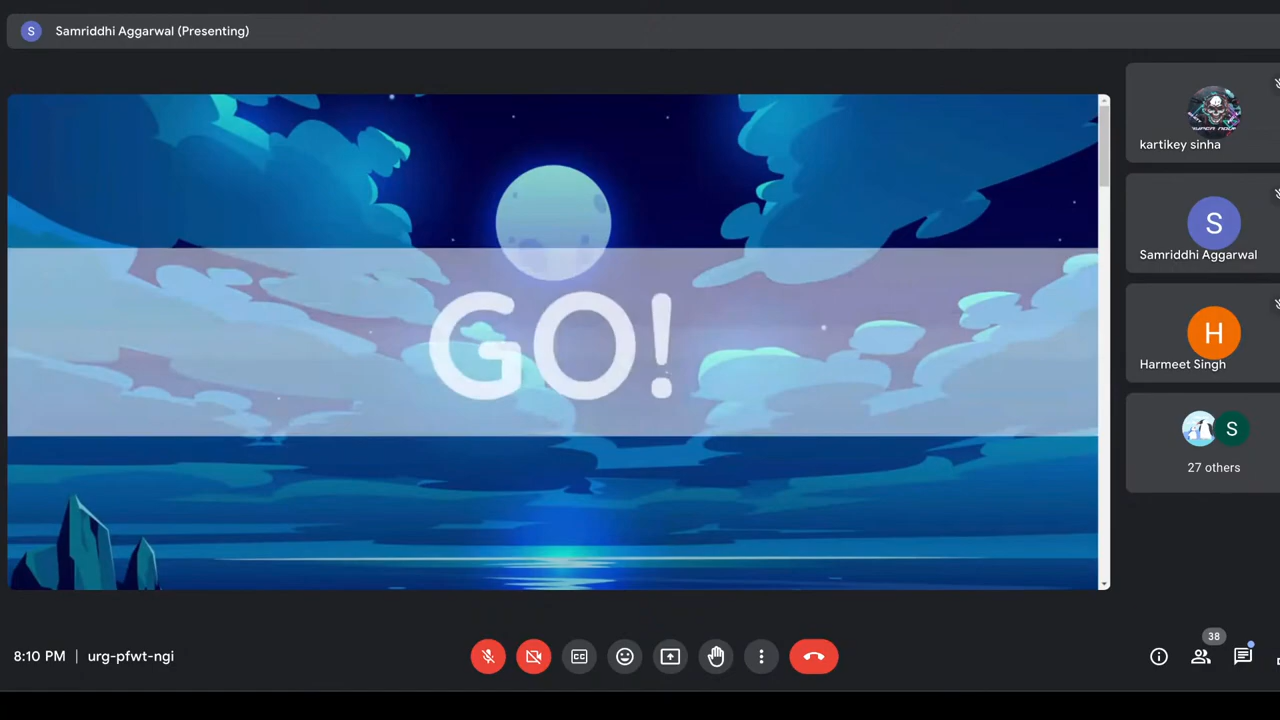 S Samriddhi Aggarwal (Presenting)
kartikey sinha
GO!
S
Samriddhi Aggarwal
H
Harmeet Singh
S
27 others
8:10 PM | urg-pfwt-ngi
CC
38